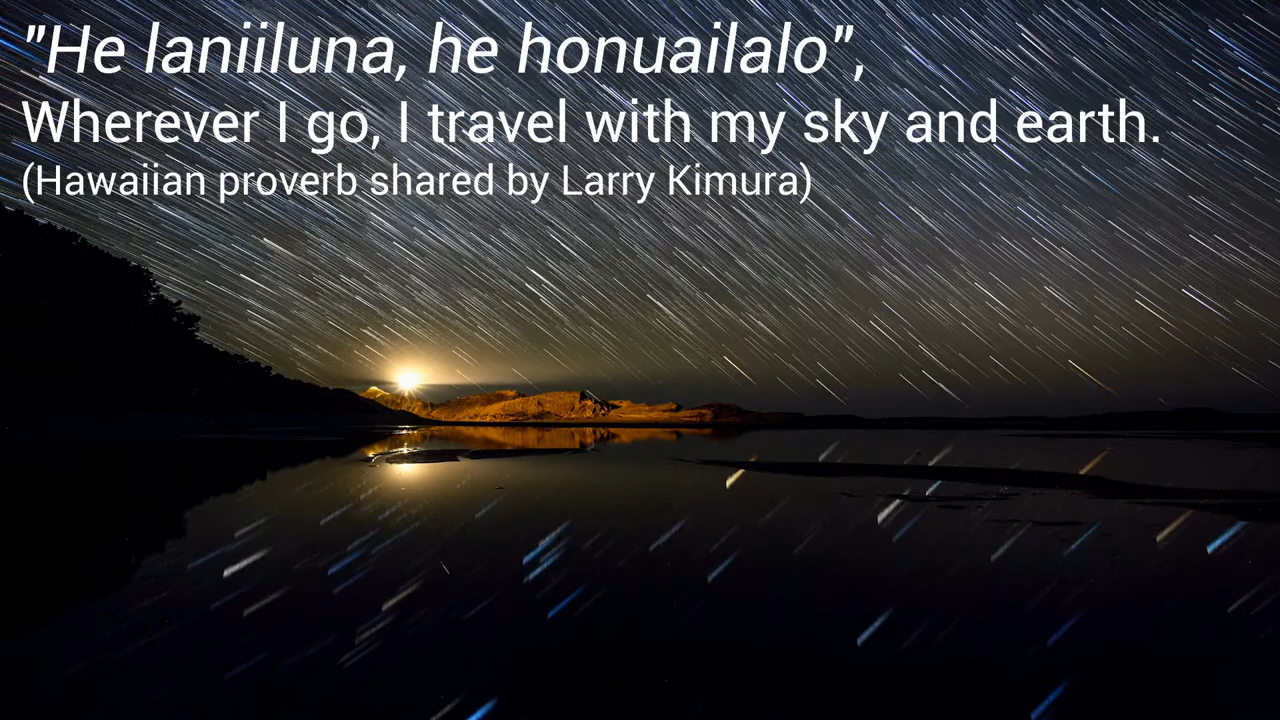 "He laniiluna, he honuailalo",
Wherever I go, I travel with my sky and earth.
(Hawaiian proverb shared by Larry Kimura)